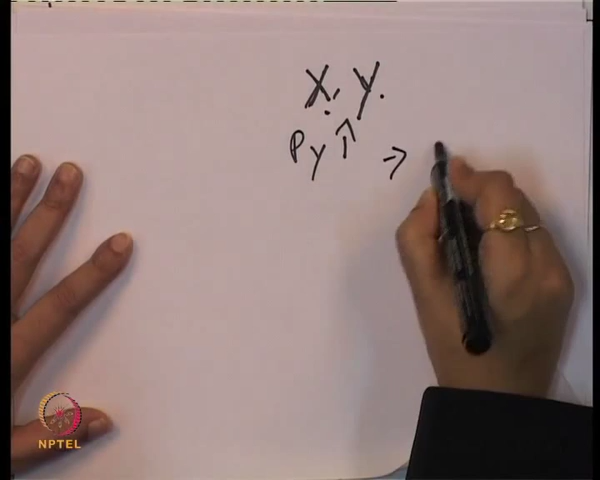 X, Y.
Py ↑ →
NPTEL